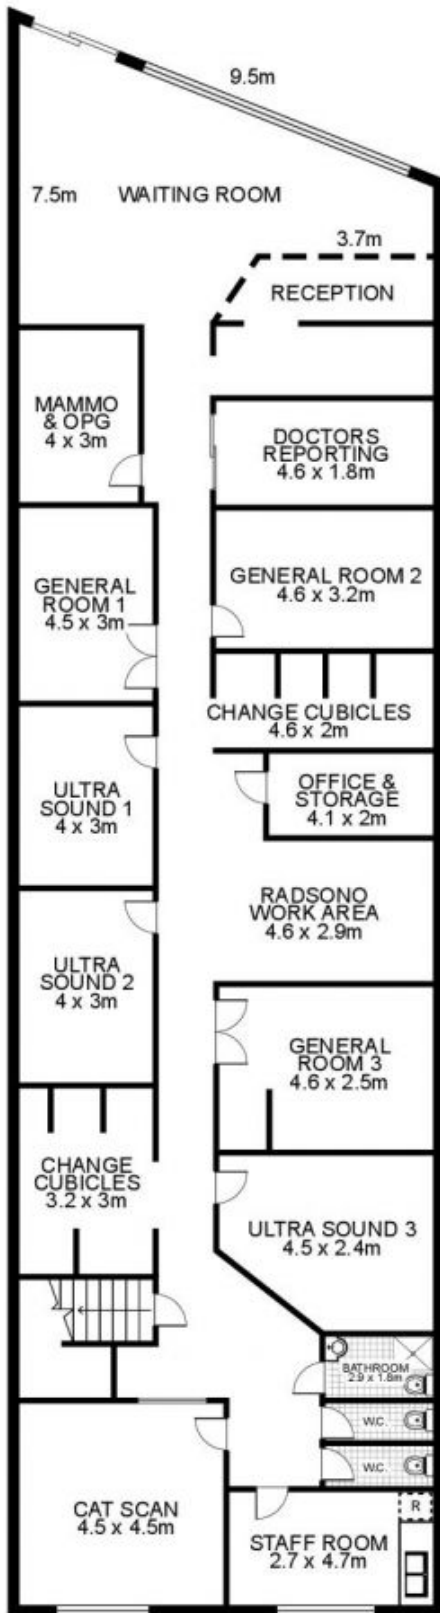 9.5m
7.5m
WAITING ROOM
3.7m
RECEPTION
MAMMO
& OPG
4 x 3m
DOCTORS
REPORTING
4.6 x 1.8m
GENERAL
ROOM 1
4.5 x 3m
GENERAL ROOM 2
4.6 x 3.2m
CHANGE CUBICLES
4.6 x 2m
ULTRA
SOUND 1
4 x 3m
OFFICE &
STORAGE
4.1 x 2m
RADSONO
WORK AREA
4.6 x 2.9m
ULTRA
SOUND 2
4 x 3m
GENERAL
ROOM 3
4.6 x 2.5m
CHANGE
CUBICLES
3.2 x 3m
ULTRA SOUND 3
4.5 x 2.4m
BATHROOM
2.9 x 1.8m
W.C.
W.C.
CAT SCAN
4.5 x 4.5m
R
STAFF ROOM
2.7 x 4.7m